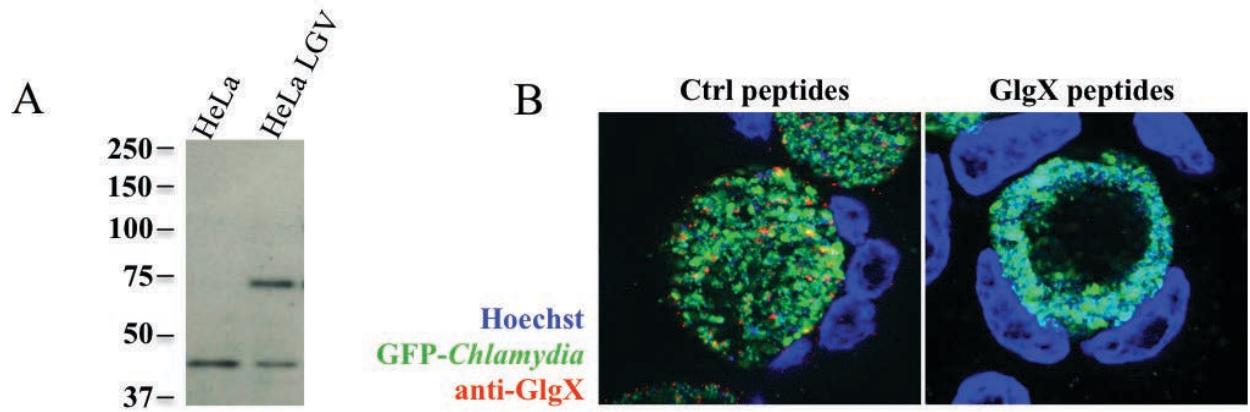 A
HeLa
HeLa LGV
250
150
100
75
50
37
B
Ctrl peptides
GlgX peptides
Hoechst
GFP-Chlamydia
anti-GlgX